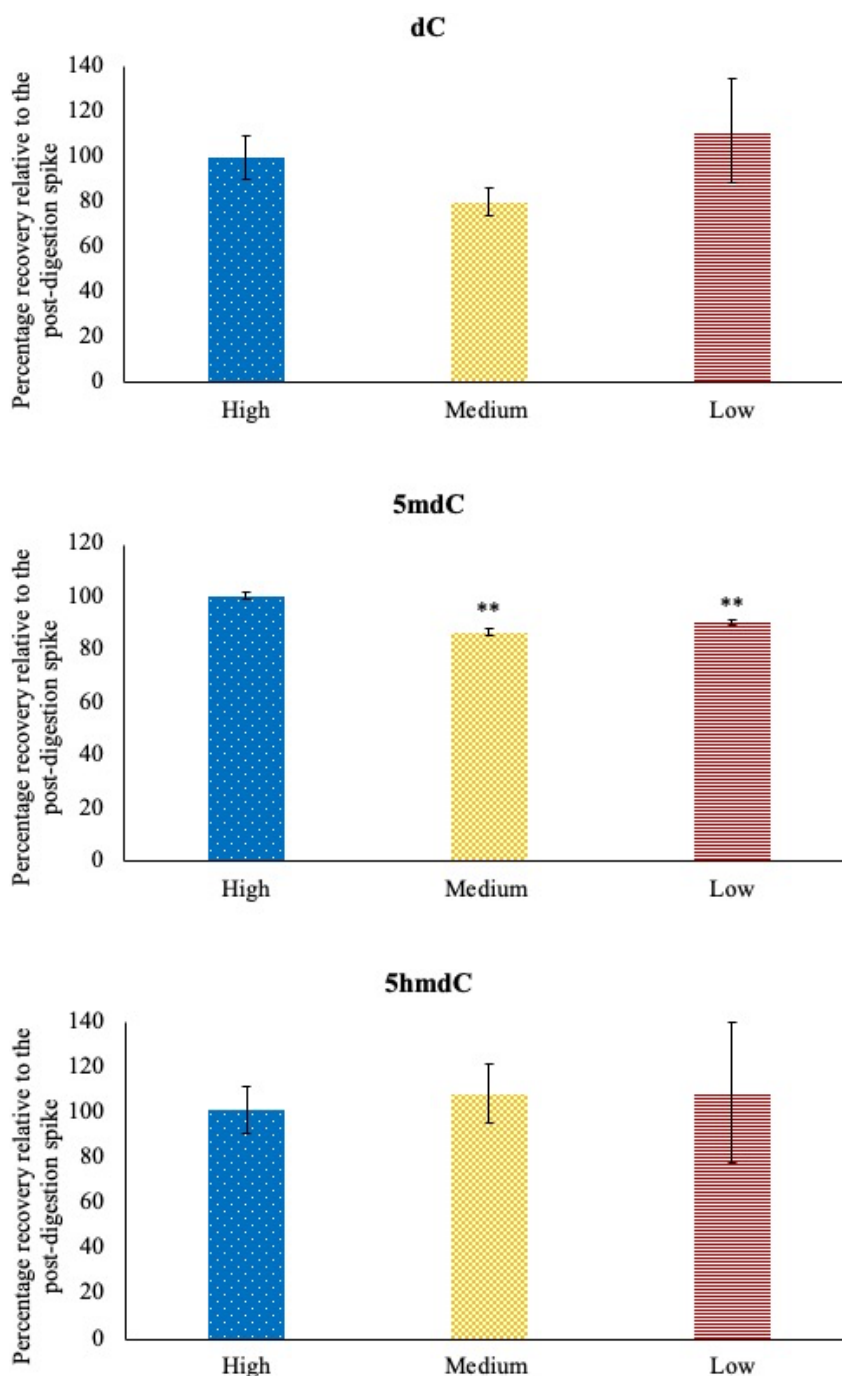 dC
Percentage recovery relative to the
post-digestion spike
140
120
100
80
60
40
20
0
High Medium Low
5mdC
Percentage recovery relative to the
post-digestion spike
120
100
80
60
40
20
0
** **
High Medium Low
5hmdC
Percentage recovery relative to the
post-digestion spike
140
120
100
80
60
40
20
0
High Medium Low